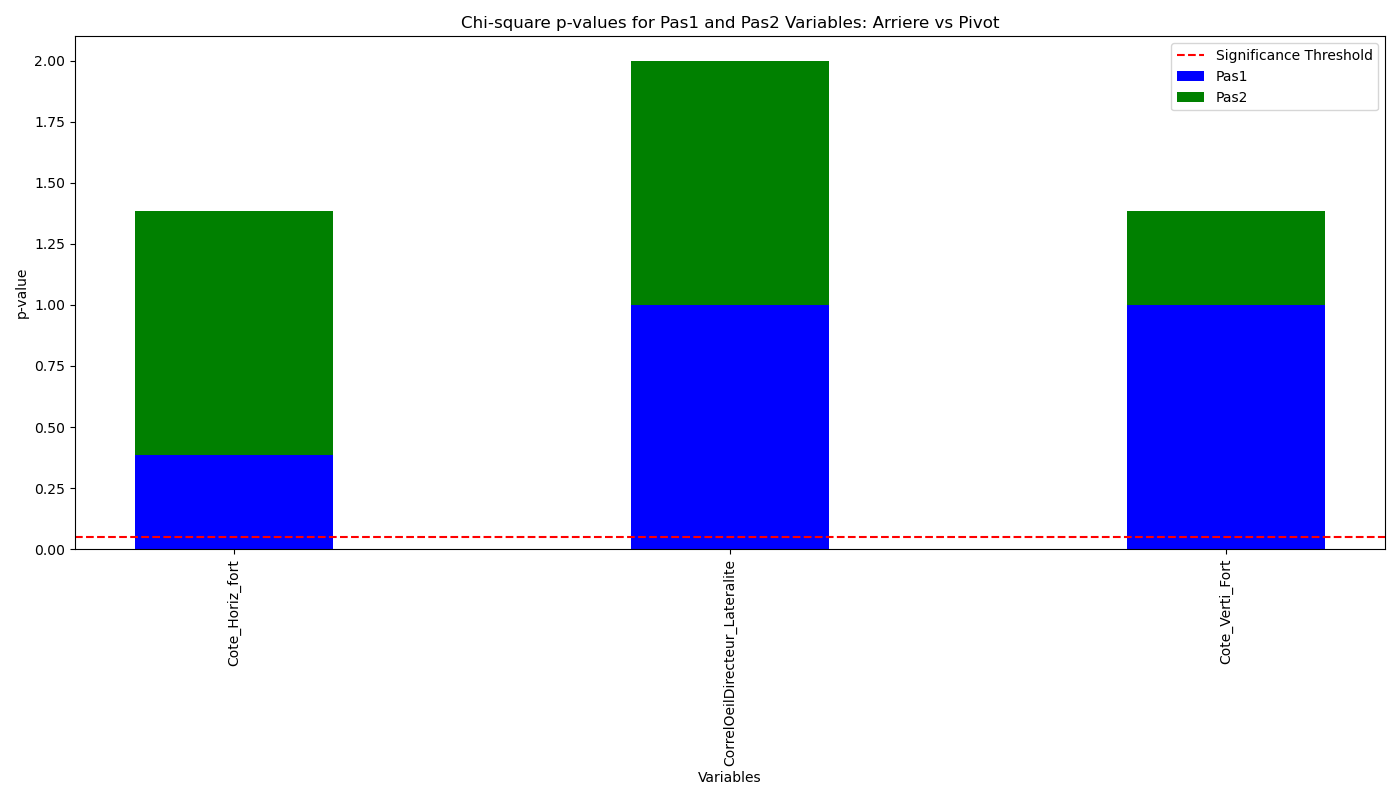 Chi-square p-values for Pas1 and Pas2 Variables: Arriere vs Pivot
Significance Threshold
Pas1
Pas2
p-value
2.00
1.75
1.50
1.25
1.00
0.75
0.50
0.25
0.00
Cote_Horiz_fort
CorrelOeilDirecteur_Lateralite
Cote_Verti_Fort
Variables